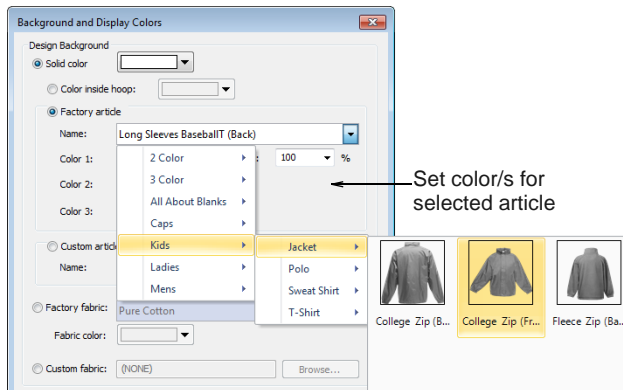 Background and Display Colors
Design Background
Solid color
Color inside hoop:
Factory article
Name: Long Sleeves BaseballT (Back)
Color 1: 100 %
Color 2:
Color 3:
2 Color
3 Color
All About Blanks
Caps
Kids
Ladies
Mens
Jacket
Polo
Sweat Shirt
T-Shirt
College Zip (B...
College Zip (Fr...
Fleece Zip (Ba...
Set color/s for
selected article
Custom
Name:
Factory fabric: Pure Cotton
Fabric color:
Custom fabric: (NONE) Browse...